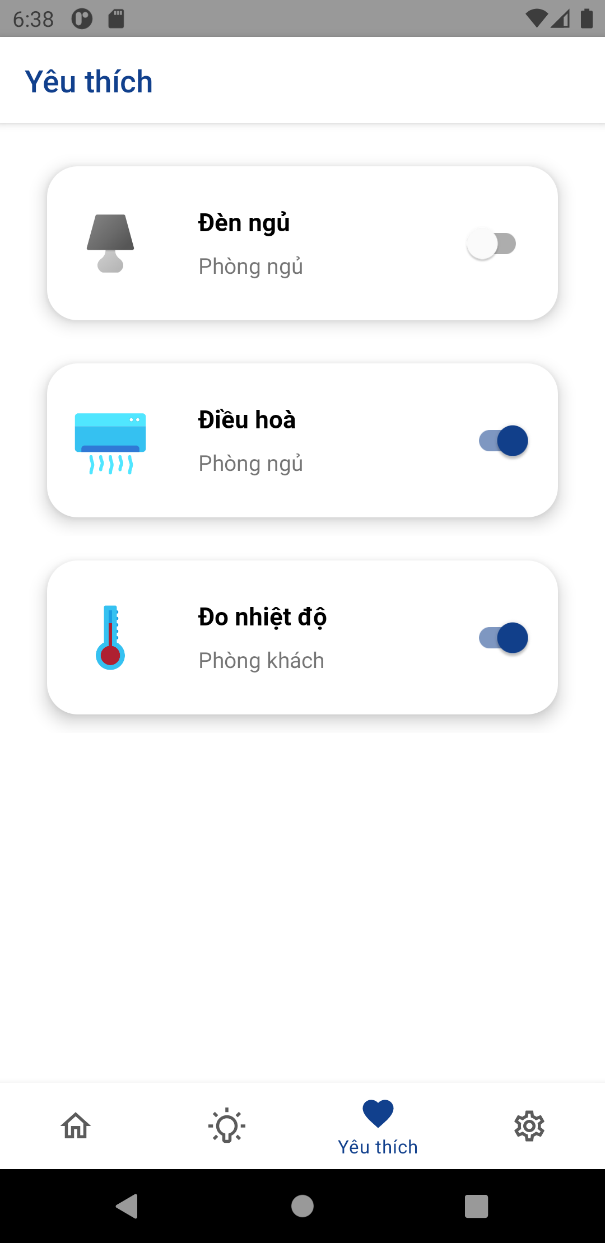 6:38
Yêu thích
Đèn ngủ
Phòng ngủ
Điều hoà
Phòng ngủ
Đo nhiệt độ
Phòng khách
Yêu thích